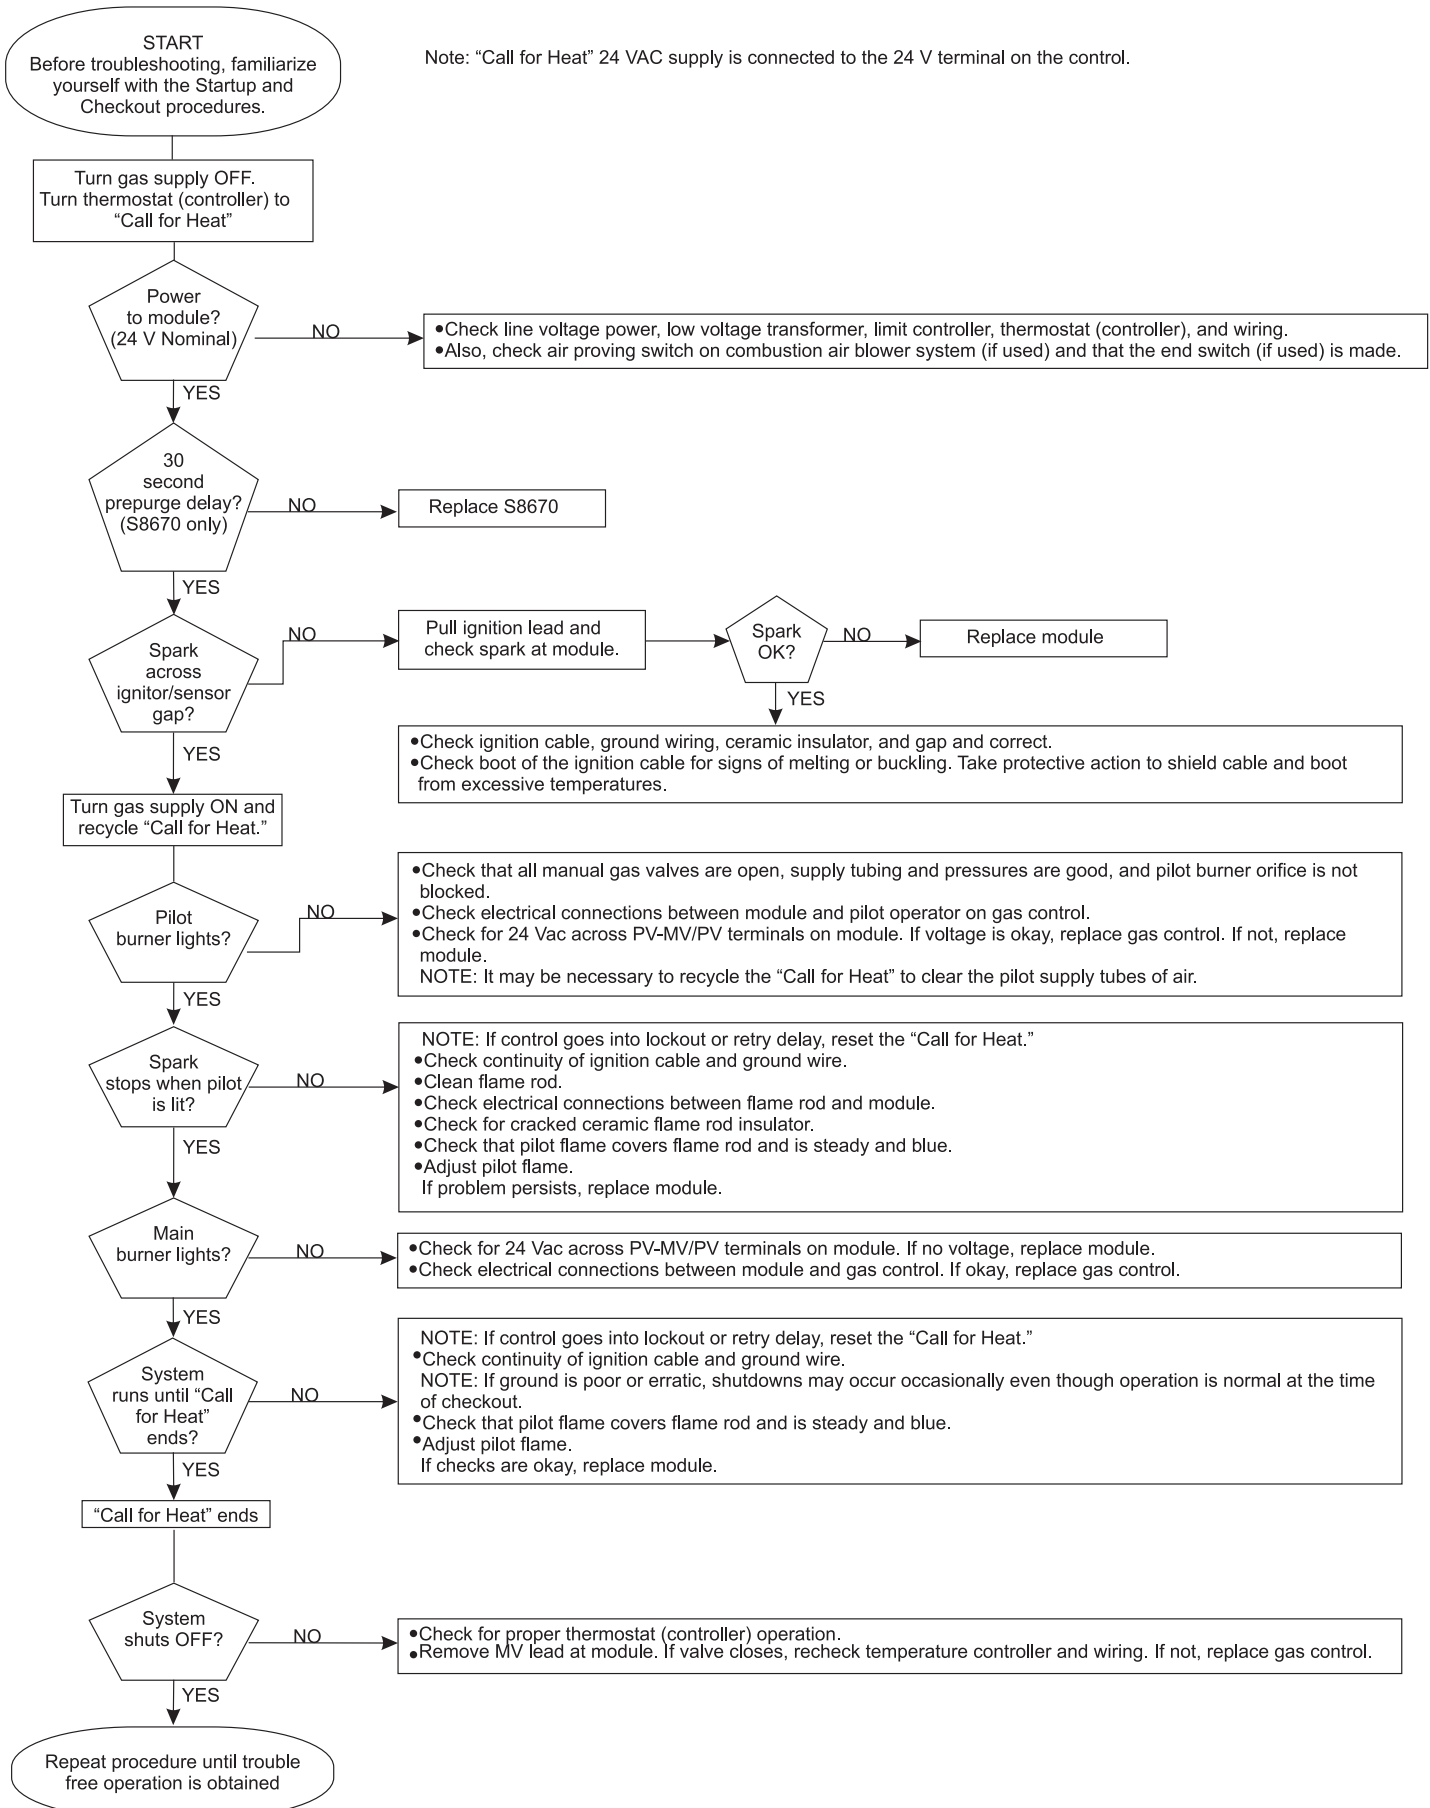 START
Before troubleshooting, familiarize
yourself with the Startup and
Checkout procedures.
Note: “Call for Heat” 24 VAC supply is connected to the 24 V terminal on the control.
Turn gas supply OFF.
Turn thermostat (controller) to
“Call for Heat”
Power
to module?
(24 V Nominal)
NO
•Check line voltage power, low voltage transformer, limit controller, thermostat (controller), and wiring.
•Also, check air proving switch on combustion air blower system (if used) and that the end switch (if used) is made.
YES
30
second
prepurge delay?
(S8670 only)
NO
Replace S8670
YES
Spark
across
ignitor/sensor
gap?
NO
Pull ignition lead and
check spark at module.
Spark
OK?
NO
Replace module
YES
•Check ignition cable, ground wiring, ceramic insulator, and gap and correct.
•Check boot of the ignition cable for signs of melting or buckling. Take protective action to shield cable and boot
from excessive temperatures.
YES
Turn gas supply ON and
recycle “Call for Heat.”
Pilot
burner lights?
NO
•Check that all manual gas valves are open, supply tubing and pressures are good, and pilot burner orifice is not
blocked.
•Check electrical connections between module and pilot operator on gas control.
•Check for 24 Vac across PV-MV/PV terminals on module. If voltage is okay, replace gas control. If not, replace
module.
NOTE: It may be necessary to recycle the “Call for Heat” to clear the pilot supply tubes of air.
YES
Spark
stops when pilot
is lit?
NO
NOTE: If control goes into lockout or retry delay, reset the “Call for Heat.”
•Check continuity of ignition cable and ground wire.
•Clean flame rod.
•Check electrical connections between flame rod and module.
•Check for cracked ceramic flame rod insulator.
•Check that pilot flame covers flame rod and is steady and blue.
•Adjust pilot flame.
If problem persists, replace module.
YES
Main
burner lights?
NO
•Check for 24 Vac across PV-MV/PV terminals on module. If no voltage, replace module.
•Check electrical connections between module and gas control. If okay, replace gas control.
YES
System
runs until “Call
for Heat”
ends?
NO
NOTE: If control goes into lockout or retry delay, reset the “Call for Heat.”
•Check continuity of ignition cable and ground wire.
NOTE: If ground is poor or erratic, shutdowns may occur occasionally even though operation is normal at the time
of checkout.
•Check that pilot flame covers flame rod and is steady and blue.
•Adjust pilot flame.
If checks are okay, replace module.
YES
“Call for Heat” ends
System
shuts OFF?
NO
•Check for proper thermostat (controller) operation.
•Remove MV lead at module. If valve closes, recheck temperature controller and wiring. If not, replace gas control.
YES
Repeat procedure until trouble
free operation is obtained